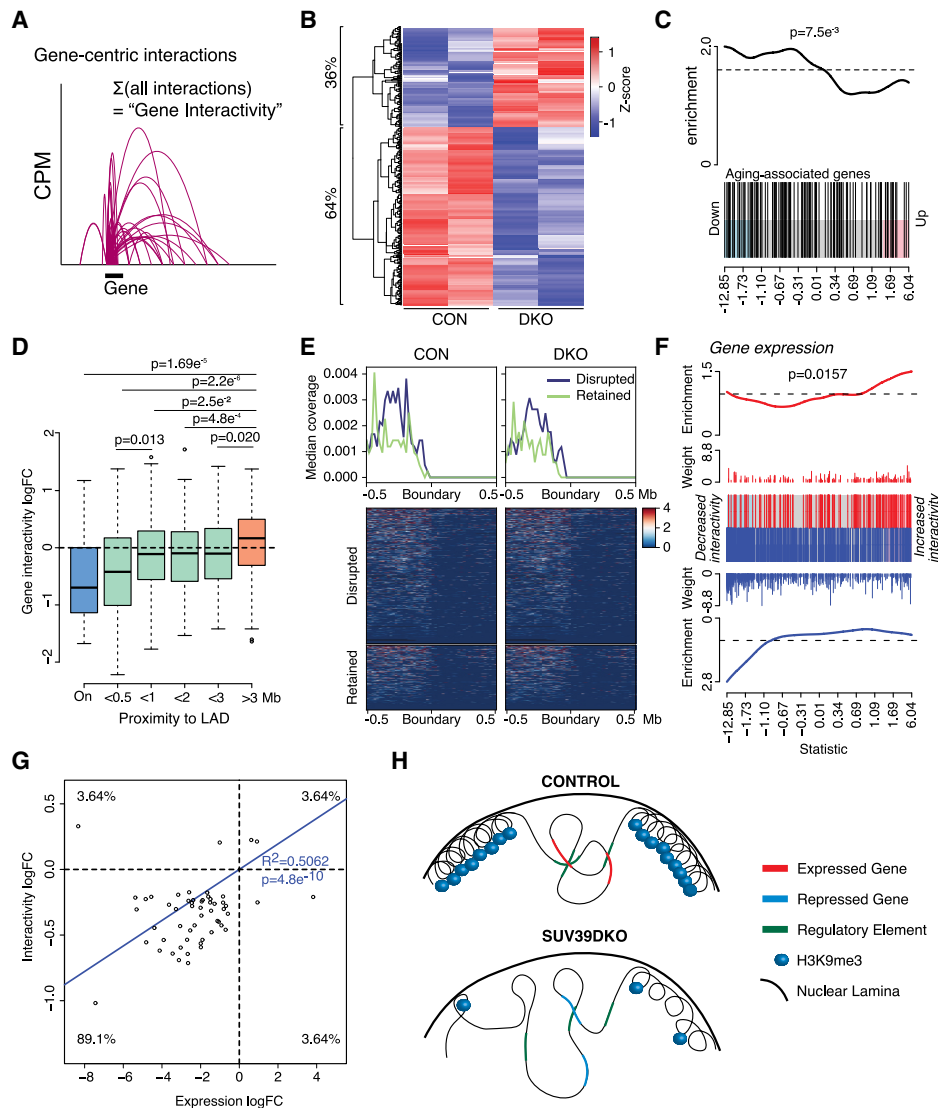 A
Gene-centric interactions
Σ(all interactions)
= “Gene Interactivity”
CPM
Gene
B
36%
64%
CON
DKO
1
0
-1
Z-score
C
p=7.5e-3
enrichment
2.0
1.0
0
Aging-associated genes
Down
Up
-12.85
-1.73
-1.10
-0.67
-0.31
0.01
0.34
0.69
1.09
1.69
6.04
D
p=1.69e-5
p=2.2e-6
p=2.5e-2
p=4.8e-4
p=0.013
p=0.020
Gene interactivity logFC
2
1
0
-1
-2
On
<0.5
<1
<2
<3
>3 Mb
Proximity to LAD
E
CON
DKO
Disrupted
Retained
Median coverage
0.004
0.003
0.002
0.001
0.000
-0.5
Boundary
0.5
-0.5
Boundary
0.5 Mb
4
2
0
Disrupted
Retained
-0.5
Boundary
0.5
-0.5
Boundary
0.5 Mb
F
Gene expression
p=0.0157
Enrichment
1.5
0
Weight
8.8
0
Decreased
interactivity
Increased
interactivity
Weight
0
-8.8
Enrichment
2.8
-12.85
-1.73
-1.10
-0.67
-0.31
0.01
0.34
0.69
1.09
1.69
6.04
Statistic
G
3.64%
3.64%
R2=0.5062
p=4.8e-10
89.1%
3.64%
Interactivity logFC
0.5
0.0
-0.5
-1.0
-8
-6
-4
-2
0
2
4
Expression logFC
H
CONTROL
SUV39DKO
Expressed Gene
Repressed Gene
Regulatory Element
H3K9me3
Nuclear Lamina